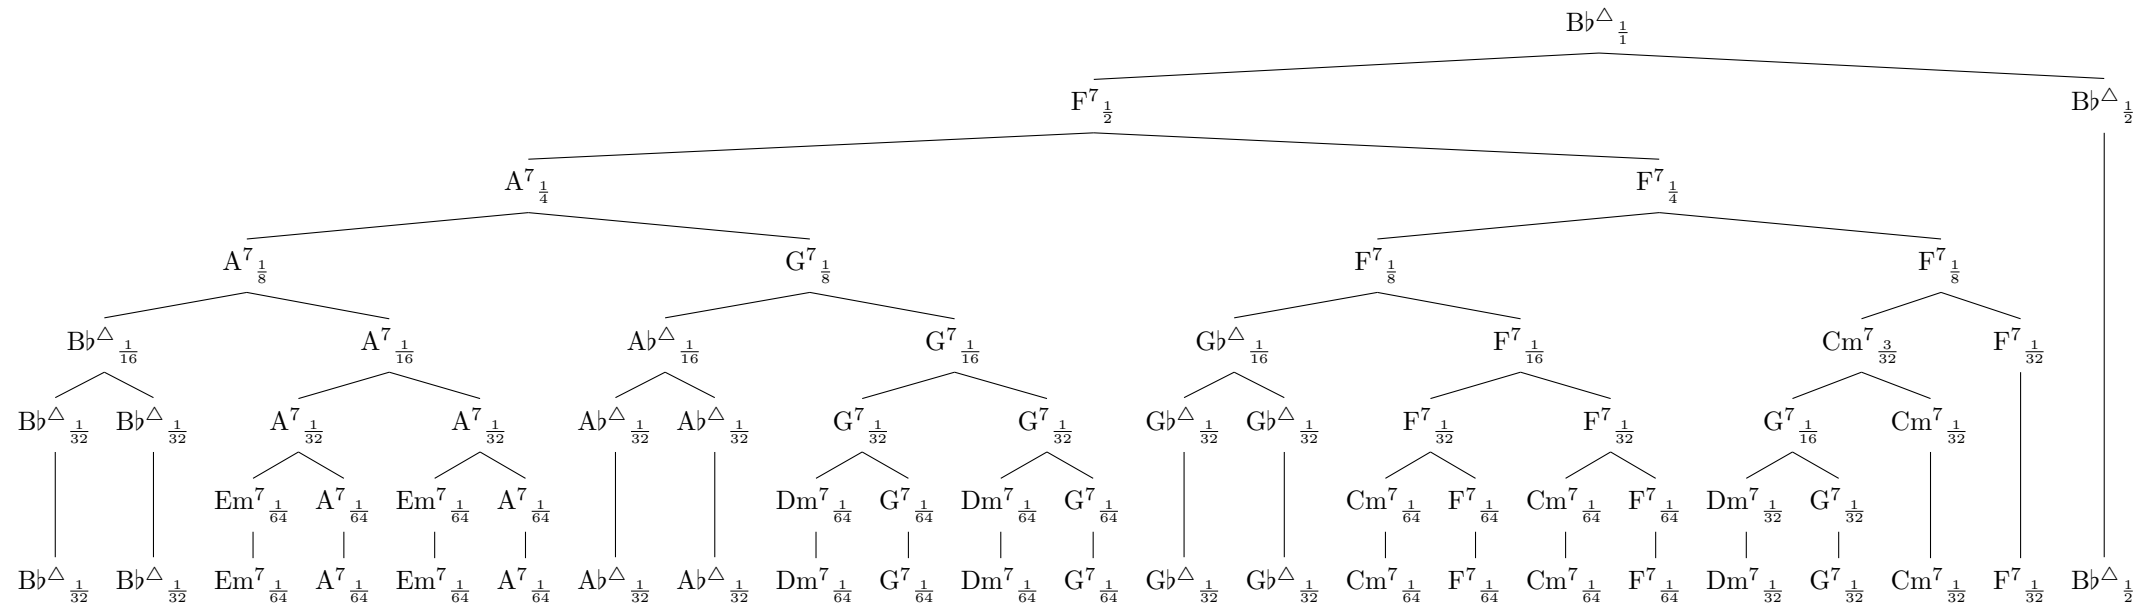 B♭△ 1/1
F7 1/2 B♭△ 1/2
A7 1/4 F7 1/4
A7 1/8 G7 1/8 F7 1/8 F7 1/8
B♭△ 1/16 A7 1/16 A♭△ 1/16 G7 1/16 G♭△ 1/16 F7 1/16 Cm7 3/32 F7 1/32
B♭△ 1/32 B♭△ 1/32 A7 1/32 A7 1/32 A♭△ 1/32 A♭△ 1/32 G7 1/32 G7 1/32 G♭△ 1/32 G♭△ 1/32 F7 1/32 F7 1/32 G7 1/16 Cm7 1/32
Em7 1/64 A7 1/64 Em7 1/64 A7 1/64 Dm7 1/64 G7 1/64 Dm7 1/64 G7 1/64 Cm7 1/64 F7 1/64 Cm7 1/64 F7 1/64 Dm7 1/32 G7 1/32
B♭△ 1/32 B♭△ 1/32 Em7 1/64 A7 1/64 Em7 1/64 A7 1/64 A♭△ 1/32 A♭△ 1/32 Dm7 1/64 G7 1/64 Dm7 1/64 G7 1/64 G♭△ 1/32 G♭△ 1/32 Cm7 1/64 F7 1/64 Cm7 1/64 F7 1/64 Dm7 1/32 G7 1/32 Cm7 1/32 F7 1/32 B♭△ 1/2